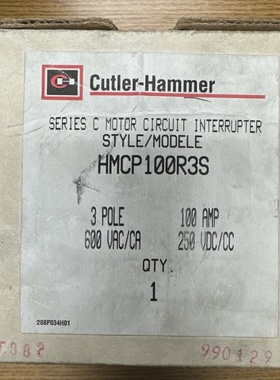 Cutler-Hammer
SERIES C MOTOR CIRCUIT INTERRUPTER
STYLE/MODELE
HMCP100R3S
3 POLE 100 AMP
600 VAC/CA 250 VDC/CC
QTY.
1
208P034H01
990129